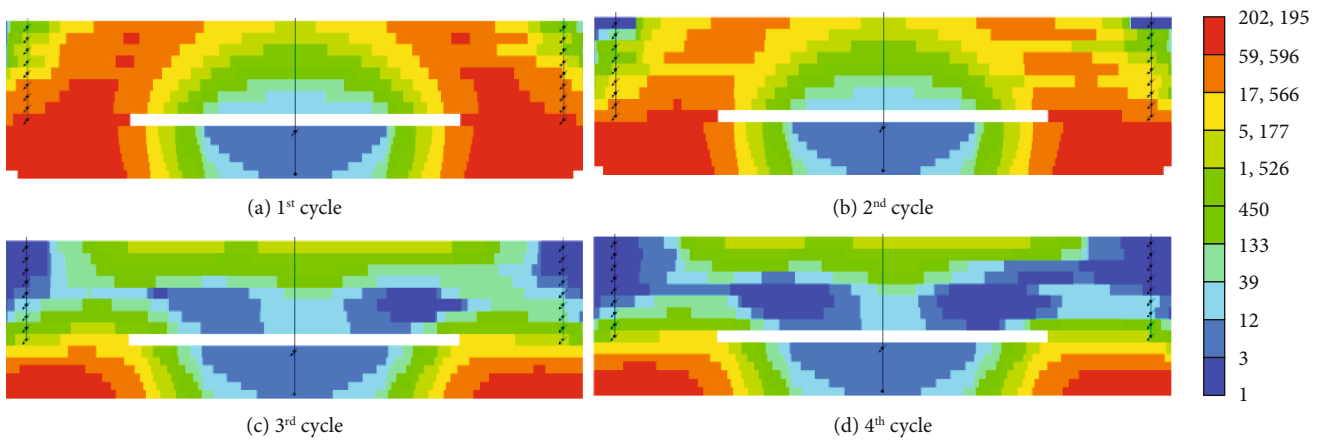 202, 195
59, 596
17, 566
5, 177
1, 526
450
133
39
12
3
1
(a) 1st cycle
(b) 2nd cycle
(c) 3rd cycle
(d) 4th cycle